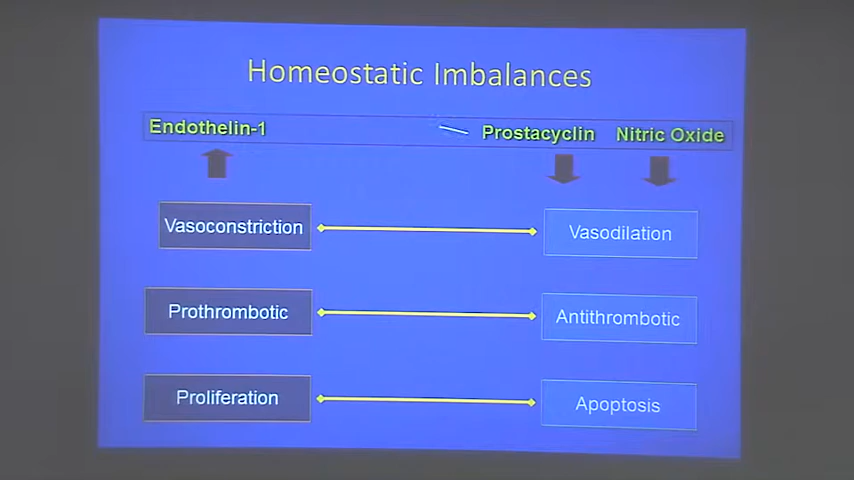 Homeostatic Imbalances
Endothelin-1 Prostacyclin Nitric Oxide
Vasoconstriction Vasodilation
Prothrombotic Antithrombotic
Proliferation Apoptosis